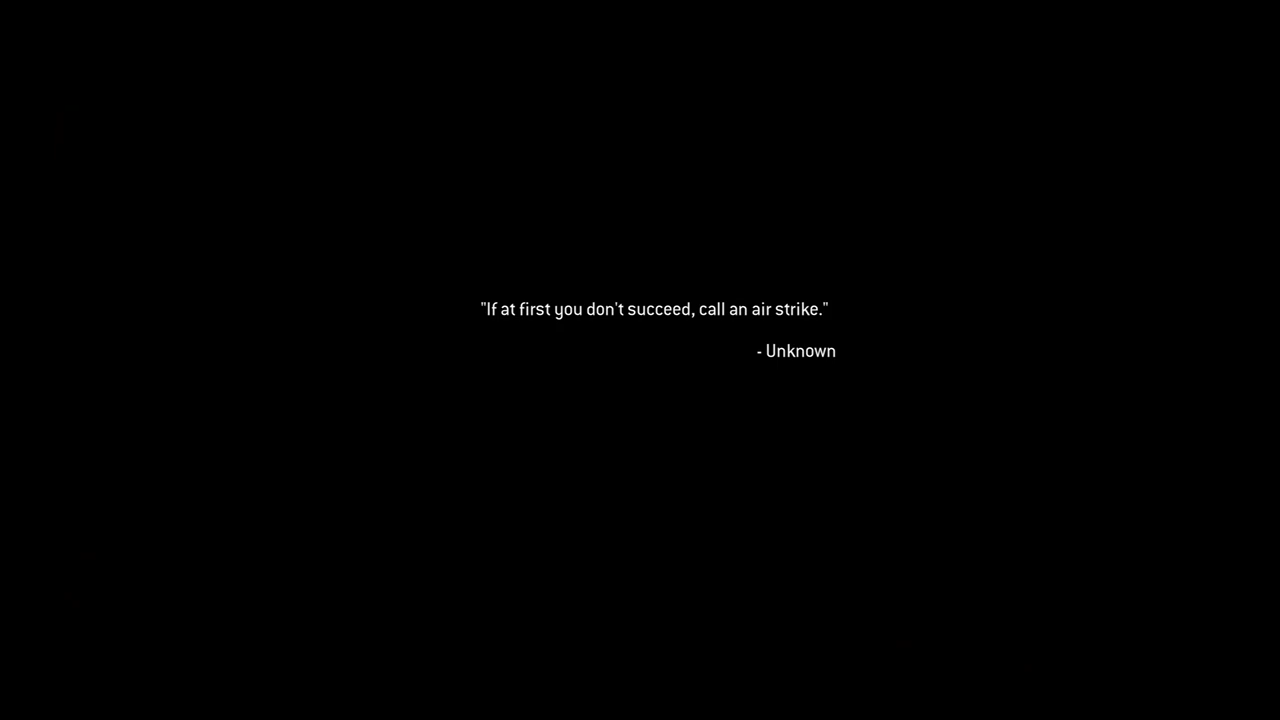 "If at first you don't succeed, call an air strike."
- Unknown